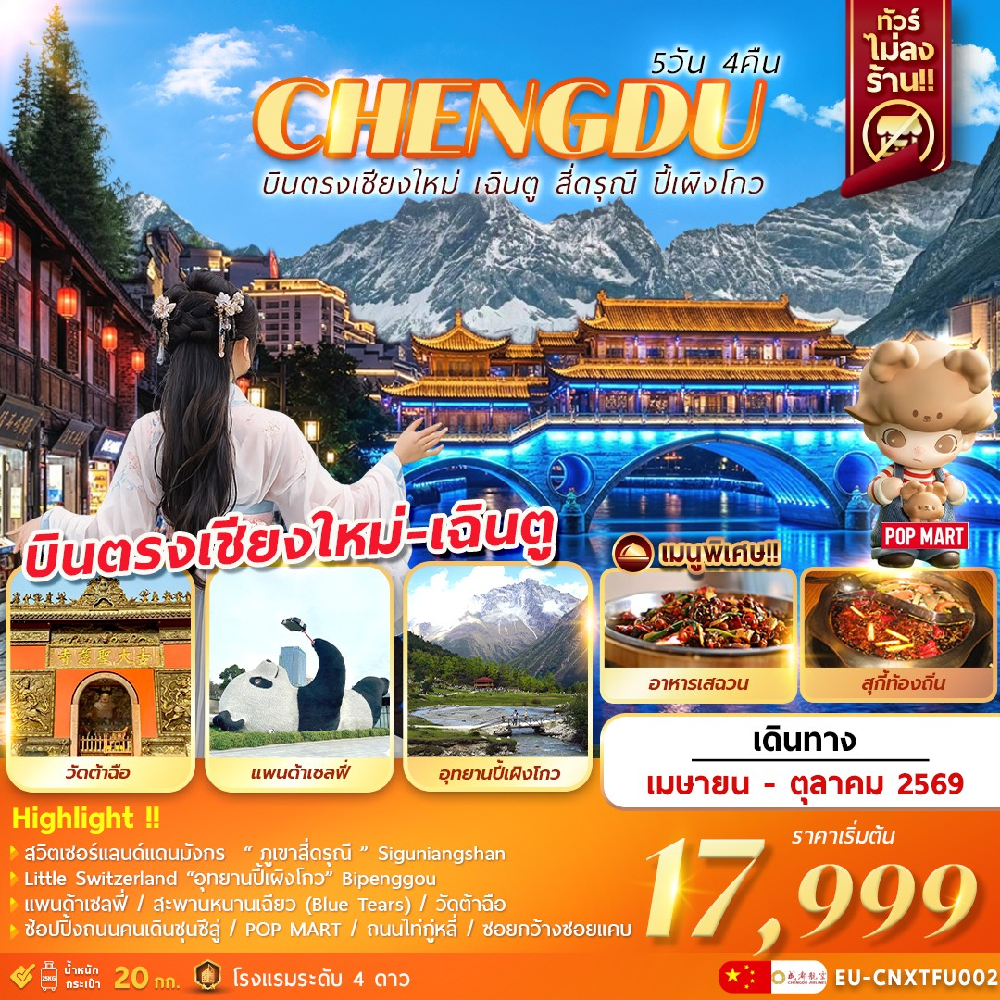 ทัวร์
ไม่ลง
ร้าน!!
5วัน 4คืน
CHENGDU
บินตรงเชียงใหม่ เฉินตู สี่ดรุณี ปี้เผิงโกว
POP MART
บินตรงเชียงใหม่-เฉินตู
เมนูพิเศษ!!
古大聖慈寺
วัดต้าฉือ
แพนด้าเซลฟี่
อุทยานปี้เผิงโกว
อาหารเสฉวน
สุกี้ท้องถิ่น
เดินทาง
เมษายน - ตุลาคม 2569
Highlight !!
สวิตเซอร์แลนด์แดนมังกร “ ภูเขาสี่ดรุณี ” Siguniangshan
Little Switzerland “อุทยานปี้เผิงโกว” Bipenggou
แพนด้าเซลฟี่ / สะพานหนานเฉียว (Blue Tears) / วัดต้าฉือ
ช้อปปิ้งถนนคนเดินชุนซีลู่ / POP MART / ถนนไท่กู่หลี่ / ซอยกว้างซอยแคบ
ราคาเริ่มต้น
17,999
25KG
น้ำหนัก
กระเป๋า
20 กก.
โรงแรมระดับ 4 ดาว
成都航空
CHENGDU AIRLINES
EU-CNXTFU002